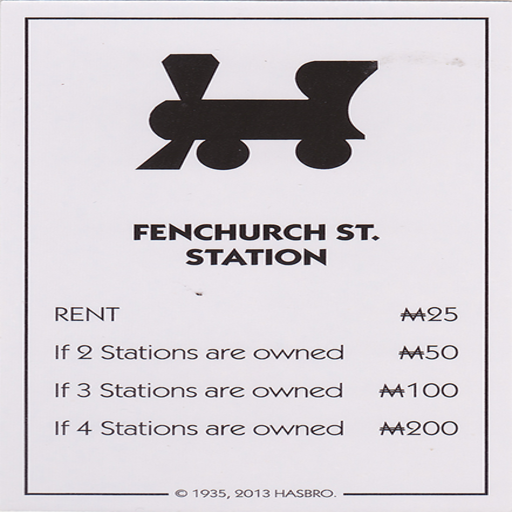 FENCHURCH ST.
STATION
RENT ₩25
If 2 Stations are owned ₩50
If 3 Stations are owned ₩100
If 4 Stations are owned ₩200
© 1935, 2013 HASBRO.